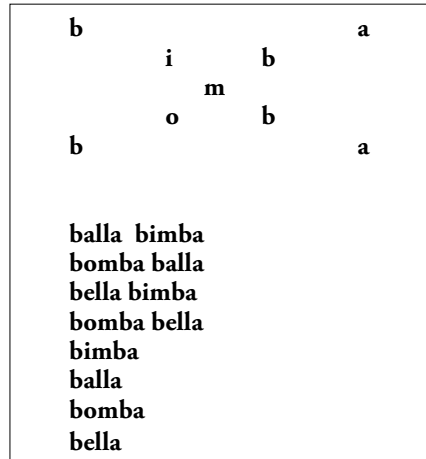 b a
i b
m
o b
b a
balla bimba
bomba balla
bella bimba
bomba bella
bimba
balla
bomba
bella